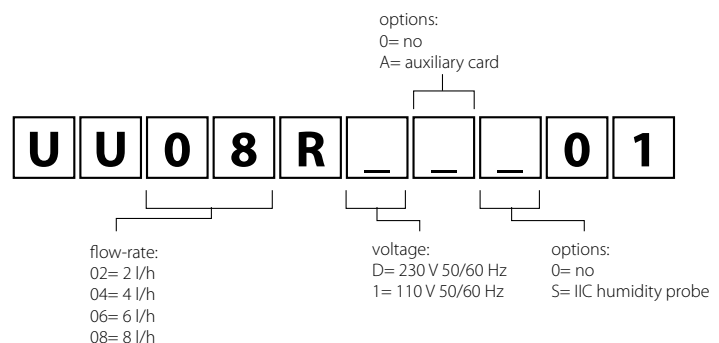 options:
0= no
A= auxiliary card
U U 0 8 R _ _ _ 0 1
flow-rate:
02= 2 l/h
04= 4 l/h
06= 6 l/h
08= 8 l/h
voltage:
D= 230 V 50/60 Hz
1= 110 V 50/60 Hz
options:
0= no
S= IIC humidity probe